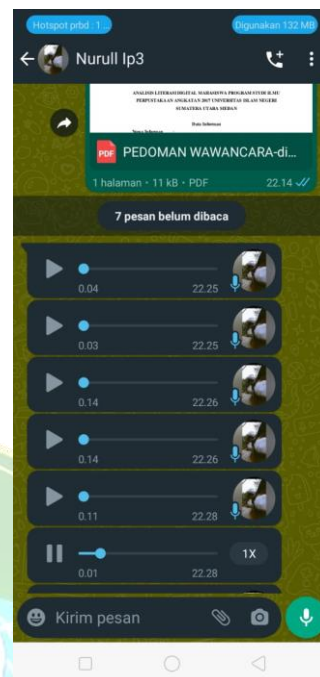 Hotspot prbd : 1 ...
Digunakan 132 MB
Nurull Ip3
ANALISIS LITERASI DIGITAL MAHASISWA PROGRAM STUDI ILMU
PERPUSTAKAAN ANGKATAN 2017 UNIVERSITAS ISLAM NEGERI
SUMATERA UTARA MEDAN
Data Informan
PDF PEDOMAN WAWANCARA-di...
1 halaman • 11 kB • PDF 22.14
7 pesan belum dibaca
0.04 22.25
0.03 22.25
0.14 22.26
0.14 22.26
0.11 22.28
1X
0.01 22.28
Kirim pesan